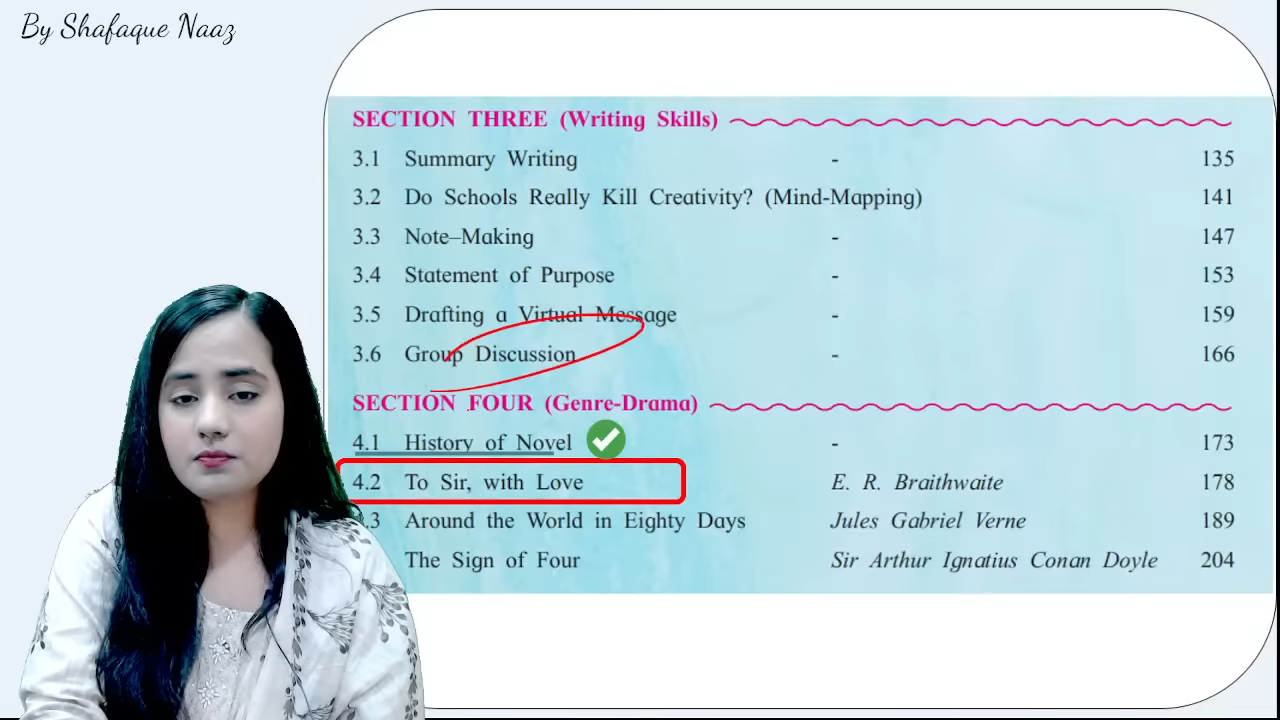 By Shafaque Naaz
SECTION THREE (Writing Skills)
3.1 Summary Writing - 135
3.2 Do Schools Really Kill Creativity? (Mind-Mapping) 141
3.3 Note–Making - 147
3.4 Statement of Purpose - 153
3.5 Drafting a Virtual Message - 159
3.6 Group Discussion - 166
SECTION FOUR (Genre-Drama)
4.1 History of Novel - 173
4.2 To Sir, with Love E. R. Braithwaite 178
.3 Around the World in Eighty Days Jules Gabriel Verne 189
The Sign of Four Sir Arthur Ignatius Conan Doyle 204